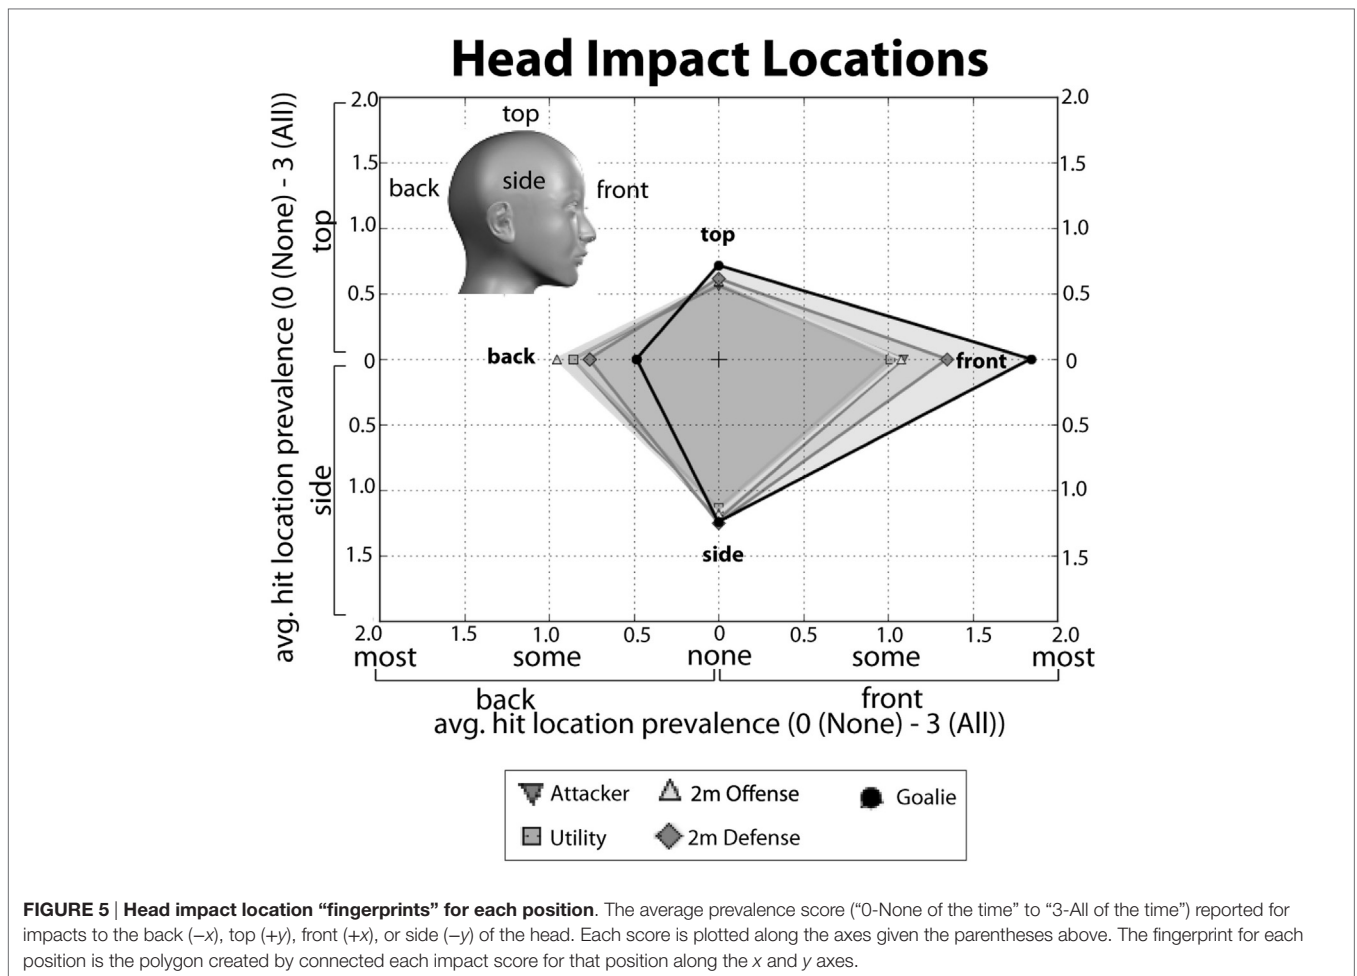 Head Impact Locations
avg. hit location prevalence (0 (None) - 3 (All))
top
side
2.0
1.5
1.0
0.5
0
0.5
1.0
1.5
top
back
side
front
top
back
front
side
2.0
1.5
1.0
0.5
0
0.5
1.0
1.5
2.0 1.5 1.0 0.5 0 0.5 1.0 1.5 2.0
most some none some most
back front
avg. hit location prevalence (0 (None) - 3 (All))
Attacker 2m Offense Goalie
Utility 2m Defense
FIGURE 5 | Head impact location “fingerprints” for each position. The average prevalence score (“0-None of the time” to “3-All of the time”) reported for
impacts to the back (−x), top (+y), front (+x), or side (−y) of the head. Each score is plotted along the axes given the parentheses above. The fingerprint for each
position is the polygon created by connected each impact score for that position along the x and y axes.